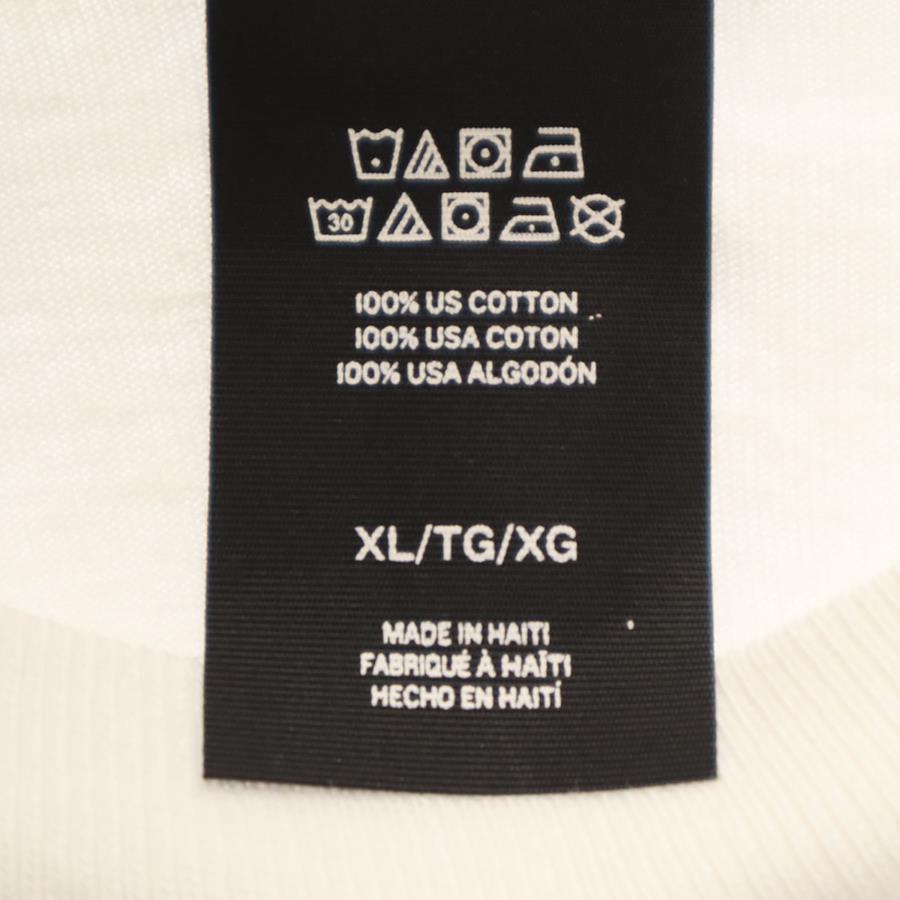 30
100% US COTTON
100% USA COTON
100% USA ALGODÓN
XL/TG/XG
MADE IN HAITI
FABRIQUÉ À HAÏTI
HECHO EN HAITÍ